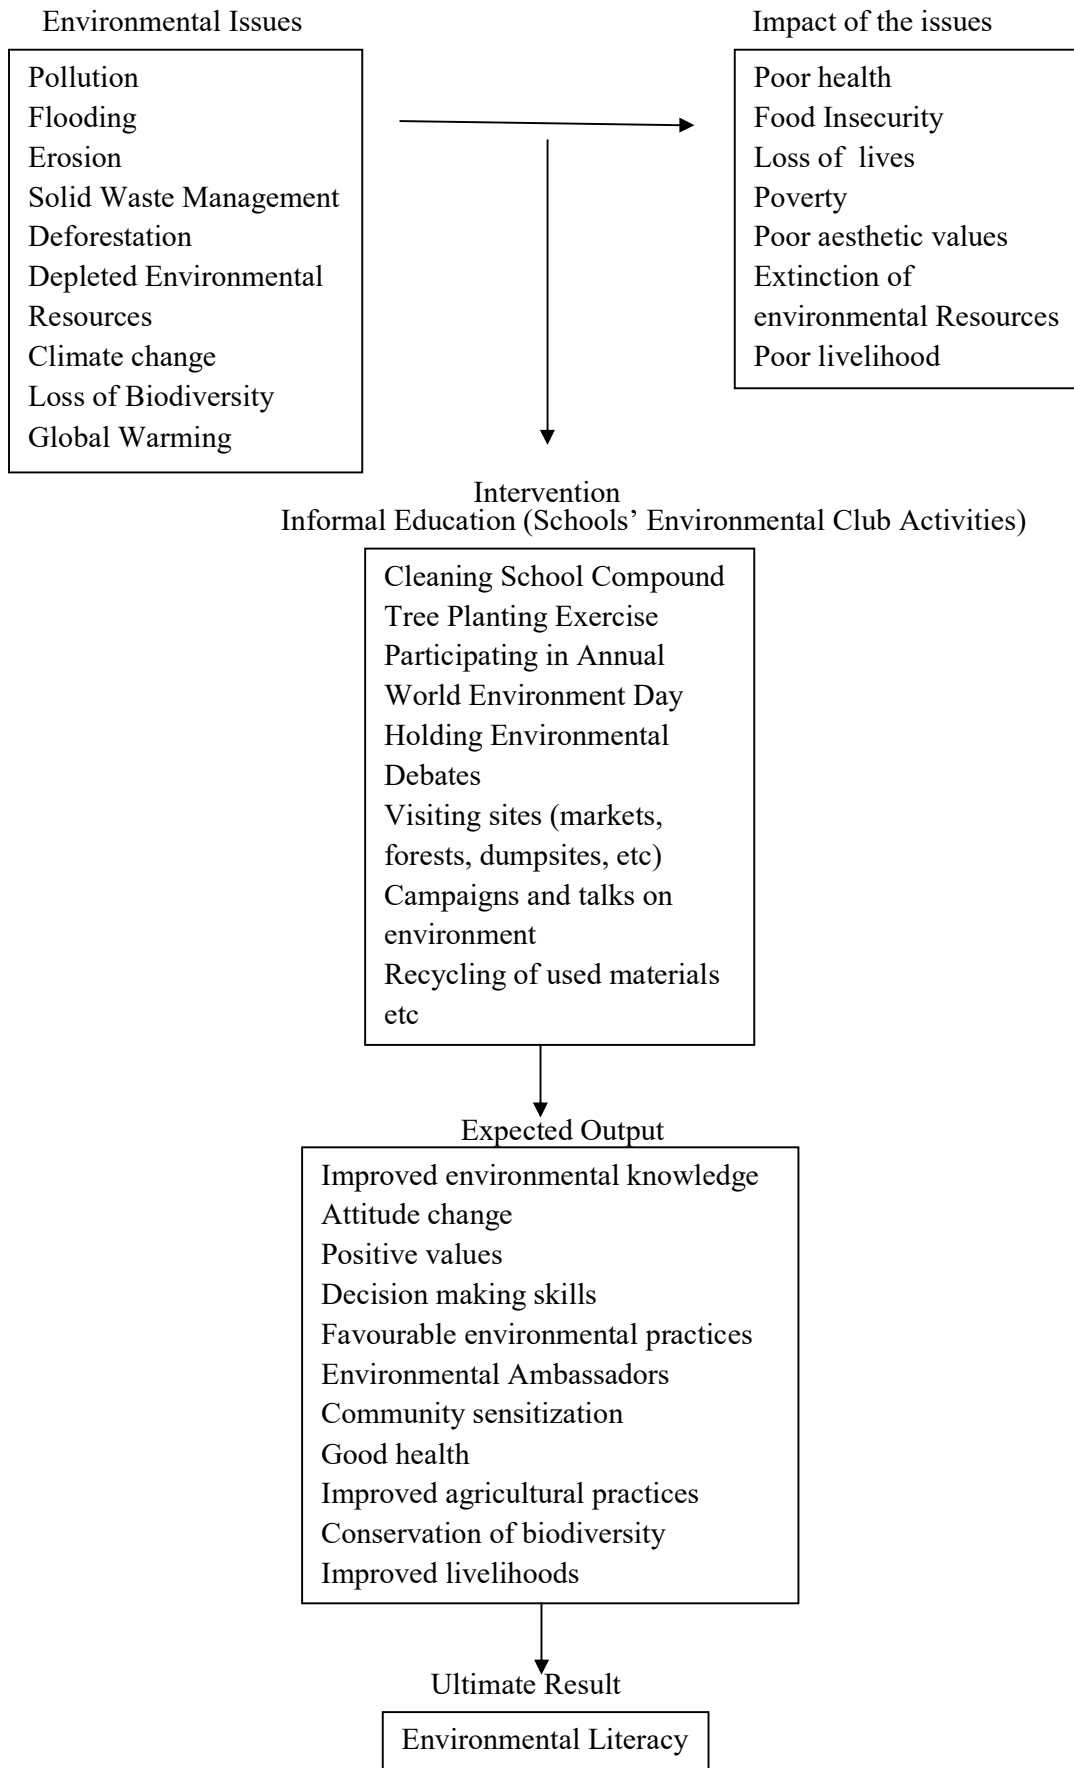 Environmental Issues
Pollution
Flooding
Erosion
Solid Waste Management
Deforestation
Depleted Environmental
Resources
Climate change
Loss of Biodiversity
Global Warming
Impact of the issues
Poor health
Food Insecurity
Loss of lives
Poverty
Poor aesthetic values
Extinction of
environmental Resources
Poor livelihood
Intervention
Informal Education (Schools’ Environmental Club Activities)
Cleaning School Compound
Tree Planting Exercise
Participating in Annual
World Environment Day
Holding Environmental
Debates
Visiting sites (markets,
forests, dumpsites, etc)
Campaigns and talks on
environment
Recycling of used materials
etc
Expected Output
Improved environmental knowledge
Attitude change
Positive values
Decision making skills
Favourable environmental practices
Environmental Ambassadors
Community sensitization
Good health
Improved agricultural practices
Conservation of biodiversity
Improved livelihoods
Ultimate Result
Environmental Literacy